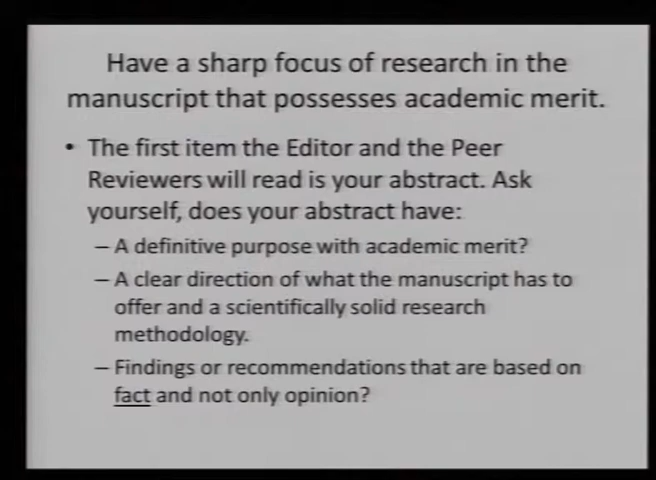 Have a sharp focus of research in the
manuscript that possesses academic merit.
• The first item the Editor and the Peer
Reviewers will read is your abstract. Ask
yourself, does your abstract have:
– A definitive purpose with academic merit?
– A clear direction of what the manuscript has to
offer and a scientifically solid research
methodology.
– Findings or recommendations that are based on
fact and not only opinion?